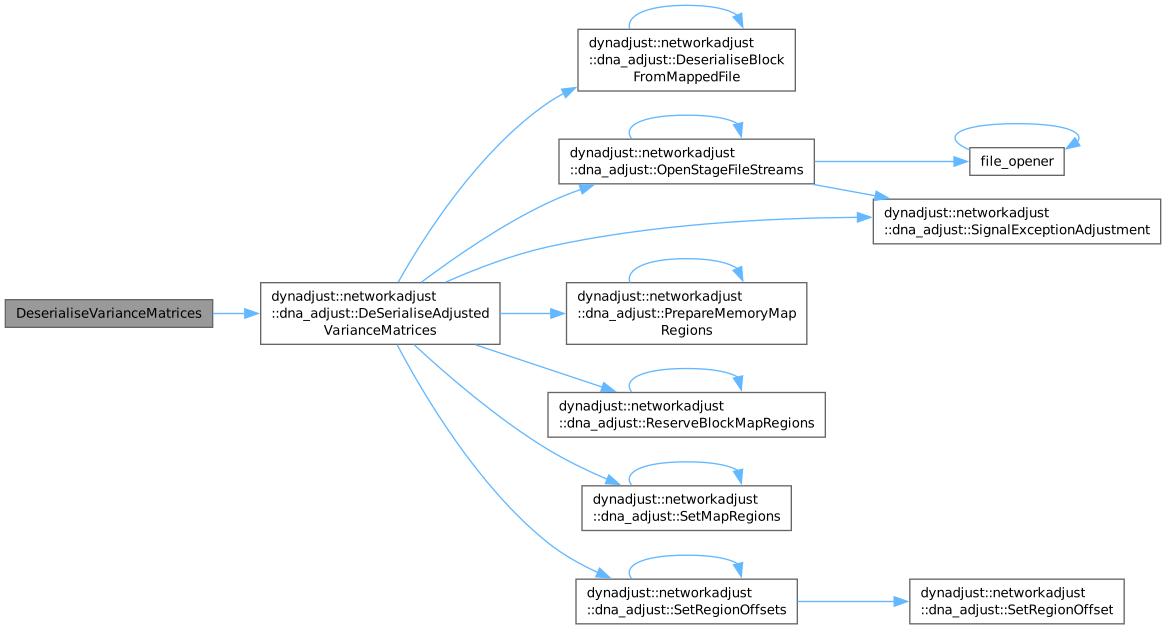 DeserialiseVarianceMatrices
dynadjust::networkadjust
::dna_adjust::DeSerialiseAdjusted
VarianceMatrices
dynadjust::networkadjust
::dna_adjust::DeserialiseBlock
FromMappedFile
dynadjust::networkadjust
::dna_adjust::OpenStageFileStreams
file_opener
dynadjust::networkadjust
::dna_adjust::SignalExceptionAdjustment
dynadjust::networkadjust
::dna_adjust::PrepareMemoryMap
Regions
dynadjust::networkadjust
::dna_adjust::ReserveBlockMapRegions
dynadjust::networkadjust
::dna_adjust::SetMapRegions
dynadjust::networkadjust
::dna_adjust::SetRegionOffsets
dynadjust::networkadjust
::dna_adjust::SetRegionOffset